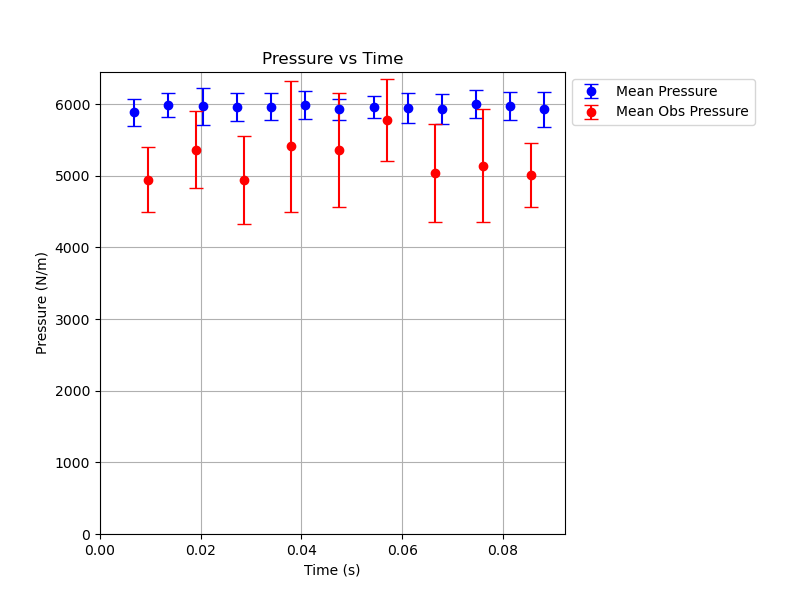 Pressure vs Time
Mean Pressure
Mean Obs Pressure
6000
5000
4000
3000
2000
1000
0
Pressure (N/m)
0.00 0.02 0.04 0.06 0.08
Time (s)